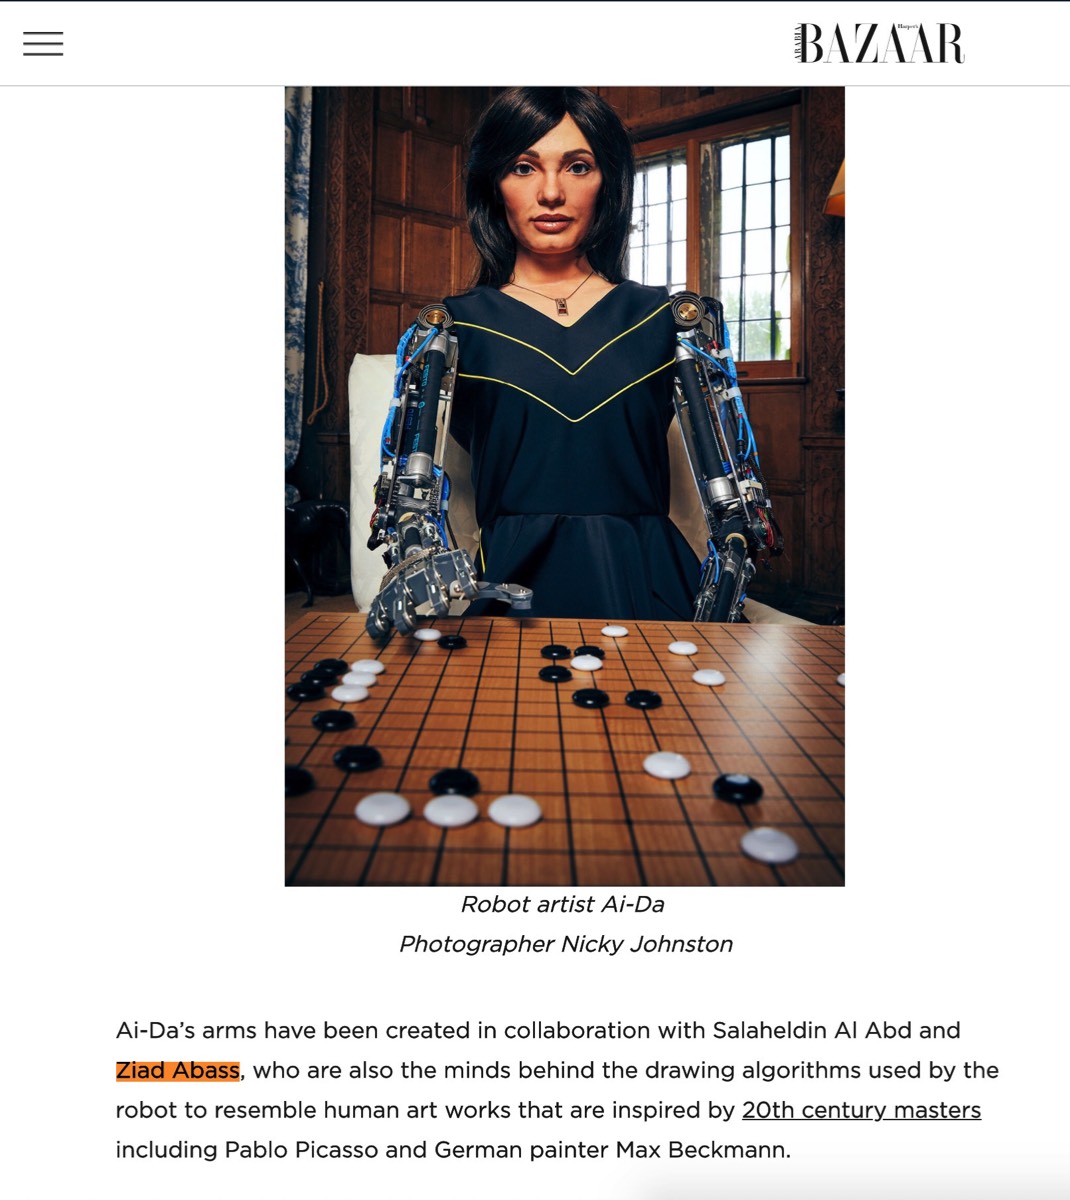 Harper's
BAZAAR
ARABIA
Robot artist Ai-Da
Photographer Nicky Johnston
Ai-Da’s arms have been created in collaboration with Salaheldin Al Abd and
Ziad Abass, who are also the minds behind the drawing algorithms used by the
robot to resemble human art works that are inspired by 20th century masters
including Pablo Picasso and German painter Max Beckmann.